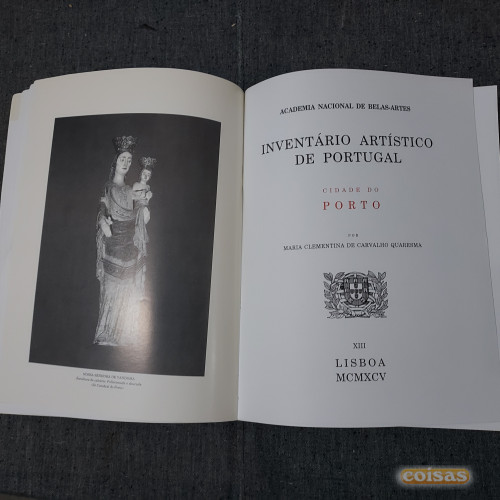 ACADEMIA NACIONAL DE BELAS-ARTES
INVENTÁRIO ARTÍSTICO
DE PORTUGAL
CIDADE DO
PORTO
POR
MARIA CLEMENTINA DE CARVALHO QUARESMA
XIII
LISBOA
MCMXCV
coisas